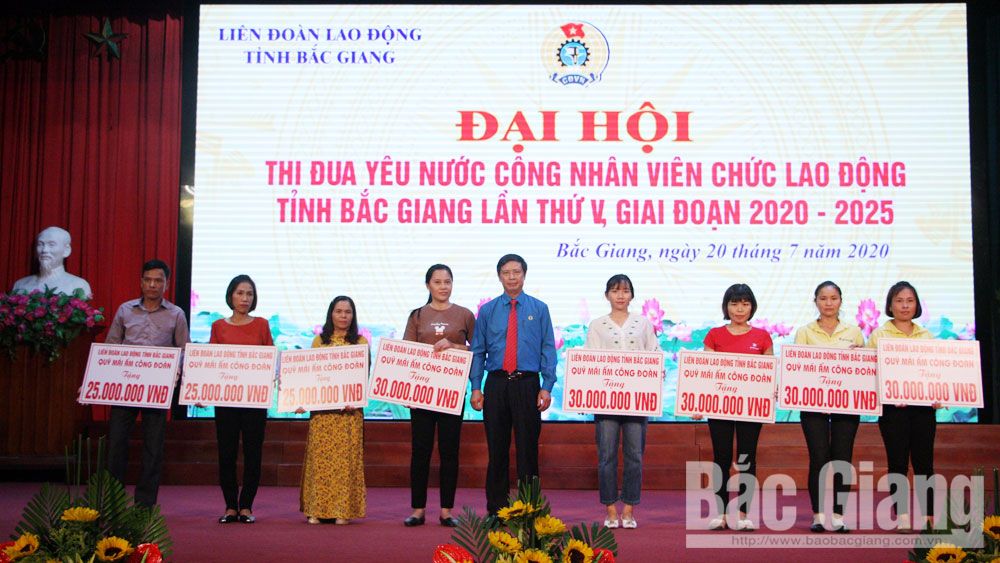 LIÊN ĐOÀN LAO ĐỘNG
TỈNH BẮC GIANG
CĐVN
ĐẠI HỘI
THI ĐUA YÊU NƯỚC CÔNG NHÂN VIÊN CHỨC LAO ĐỘNG
TỈNH BẮC GIANG LẦN THỨ V, GIAI ĐOẠN 2020 - 2025
Bắc Giang, ngày 20 tháng 7 năm 2020
LIÊN ĐOÀN LAO ĐỘNG TỈNH BẮC GIANG
QUỸ MÁI ẤM CÔNG ĐOÀN
Tặng
25.000.000 VNĐ
LIÊN ĐOÀN LAO ĐỘNG TỈNH BẮC GIANG
QUỸ MÁI ẤM CÔNG ĐOÀN
Tặng
25.000.000 VNĐ
LIÊN ĐOÀN LAO ĐỘNG TỈNH BẮC GIANG
QUỸ MÁI ẤM CÔNG ĐOÀN
Tặng
25.000.000 VNĐ
LIÊN ĐOÀN LAO ĐỘNG TỈNH BẮC GIANG
QUỸ MÁI ẤM CÔNG ĐOÀN
Tặng
30.000.000 VNĐ
LIÊN ĐOÀN LAO ĐỘNG TỈNH BẮC GIANG
QUỸ MÁI ẤM CÔNG ĐOÀN
Tặng
30.000.000 VNĐ
LIÊN ĐOÀN LAO ĐỘNG TỈNH BẮC GIANG
QUỸ MÁI ẤM CÔNG ĐOÀN
Tặng
30.000.000 VNĐ
LIÊN ĐOÀN LAO ĐỘNG TỈNH BẮC GIANG
QUỸ MÁI ẤM CÔNG ĐOÀN
Tặng
30.000.000 VNĐ
LIÊN ĐOÀN LAO ĐỘNG TỈNH BẮC GIANG
QUỸ MÁI ẤM CÔNG ĐOÀN
Tặng
30.000.000 VNĐ
Bắc Giang
http://www.baobacgiang.com.vn